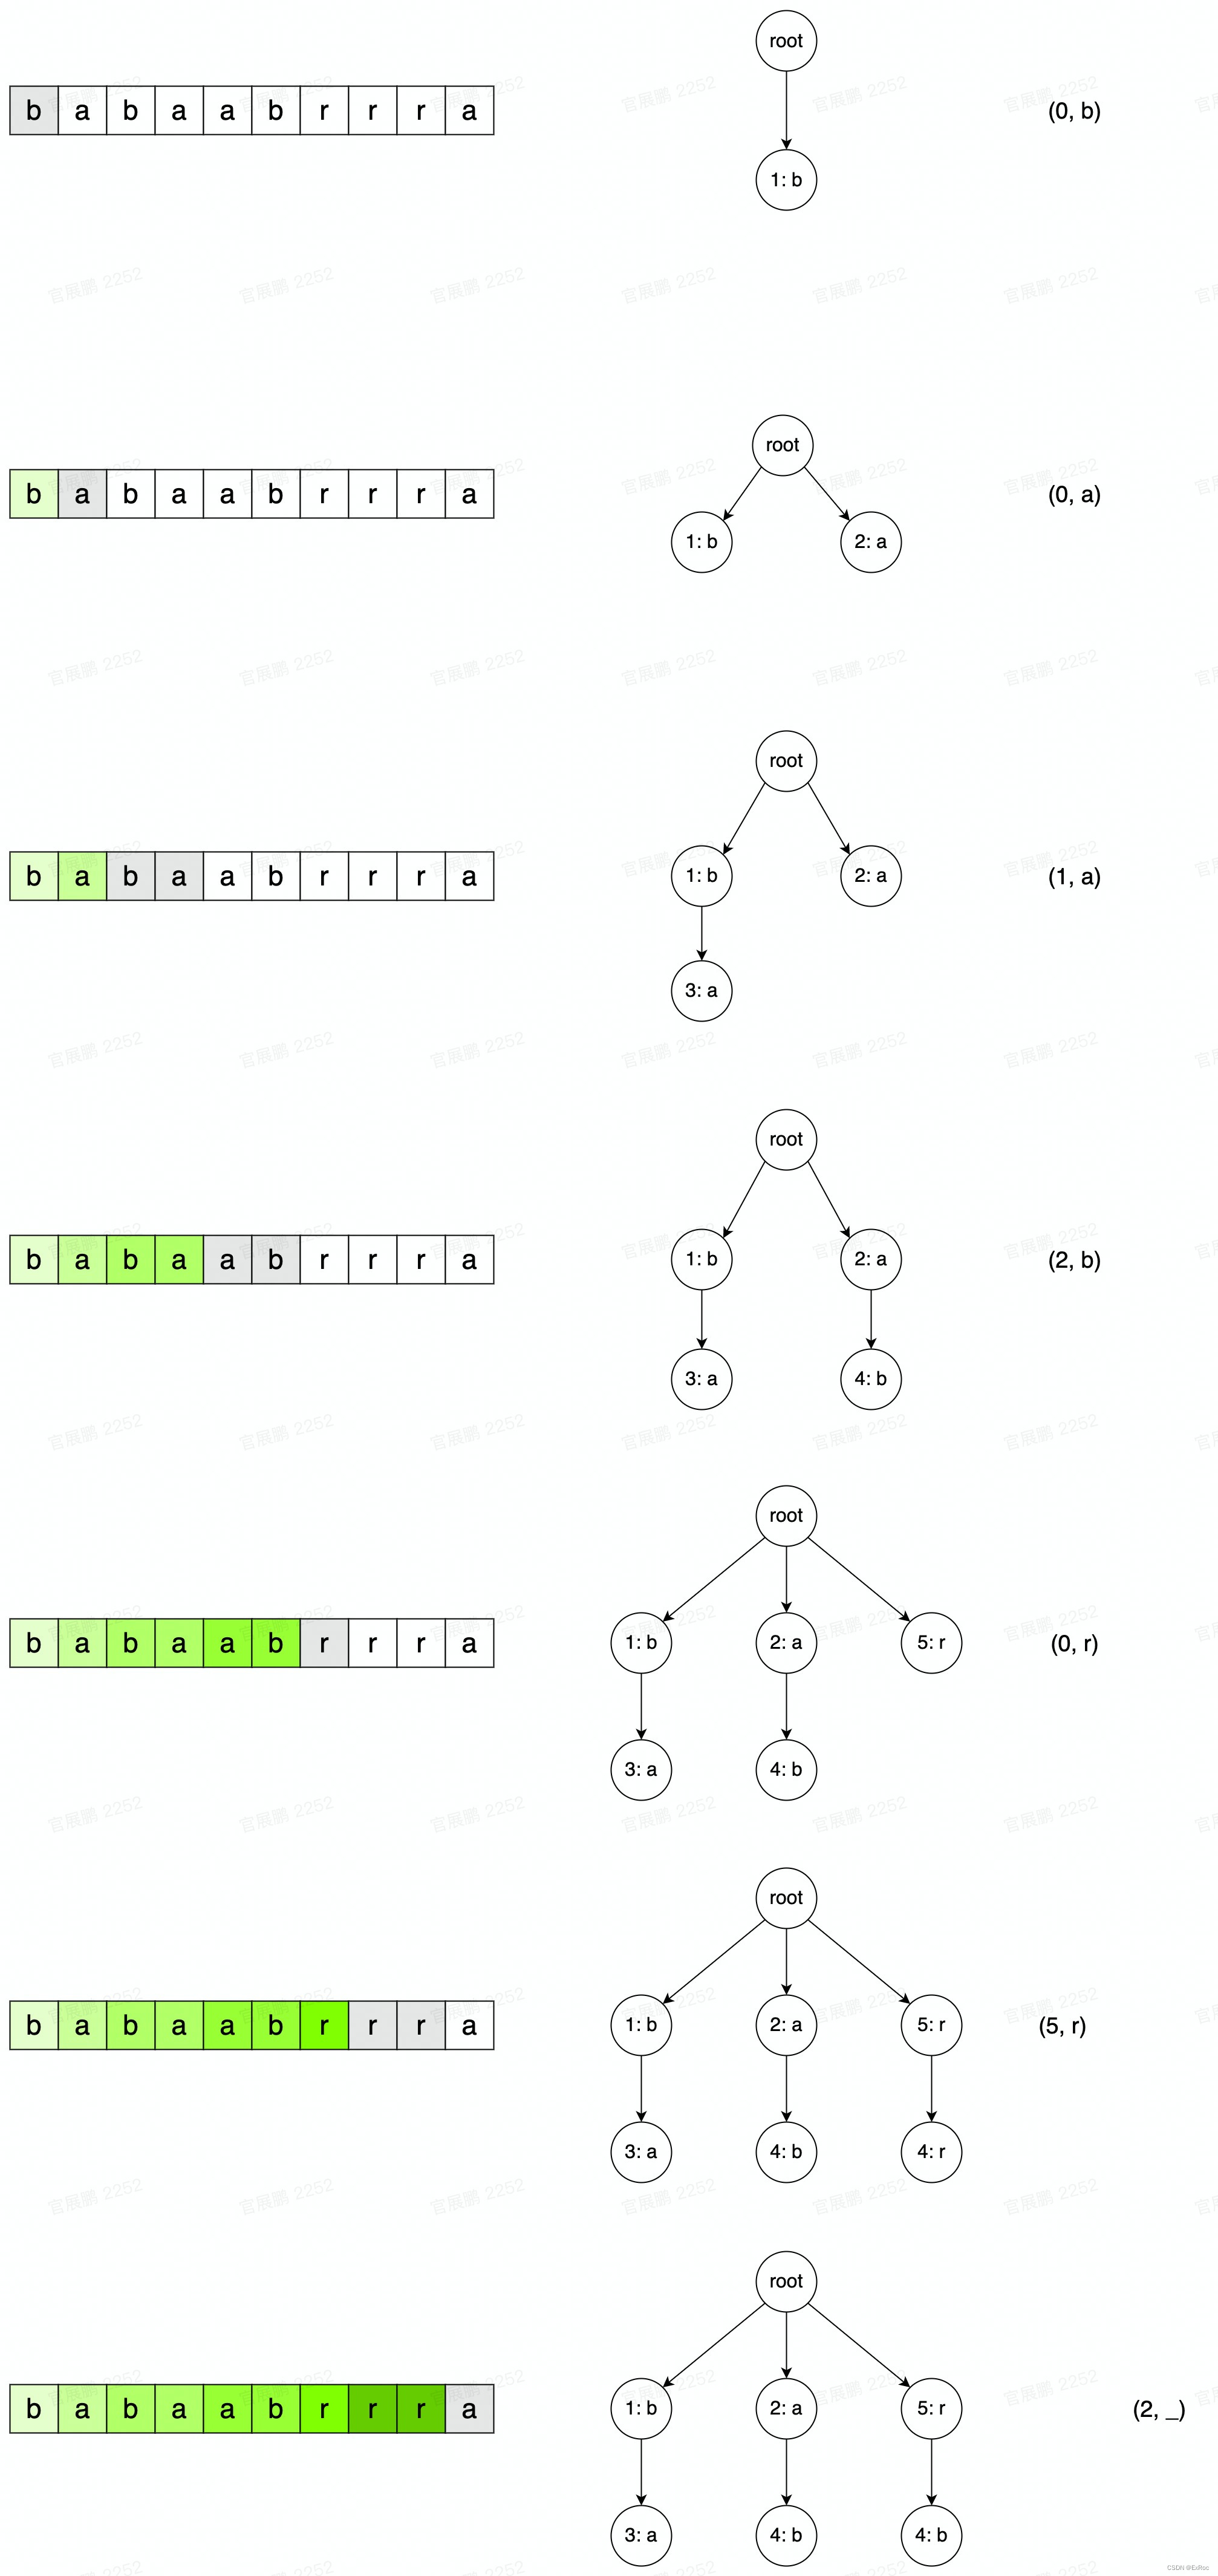 root
b a b a a b r r r a
(0, b)
1: b
root
b a b a a b r r r a
(0, a)
1: b 2: a
root
b a b a a b r r r a
1: b 2: a
(1, a)
3: a
root
b a b a a b r r r a
1: b 2: a
(2, b)
3: a 4: b
root
b a b a a b r r r a
1: b 2: a 5: r
(0, r)
3: a 4: b
root
b a b a a b r r r a
1: b 2: a 5: r
(5, r)
3: a 4: b 4: r
root
b a b a a b r r r a
1: b 2: a 5: r
(2, _)
3: a 4: b 4: b
官展鹏 2252
CSDN @ExRoc